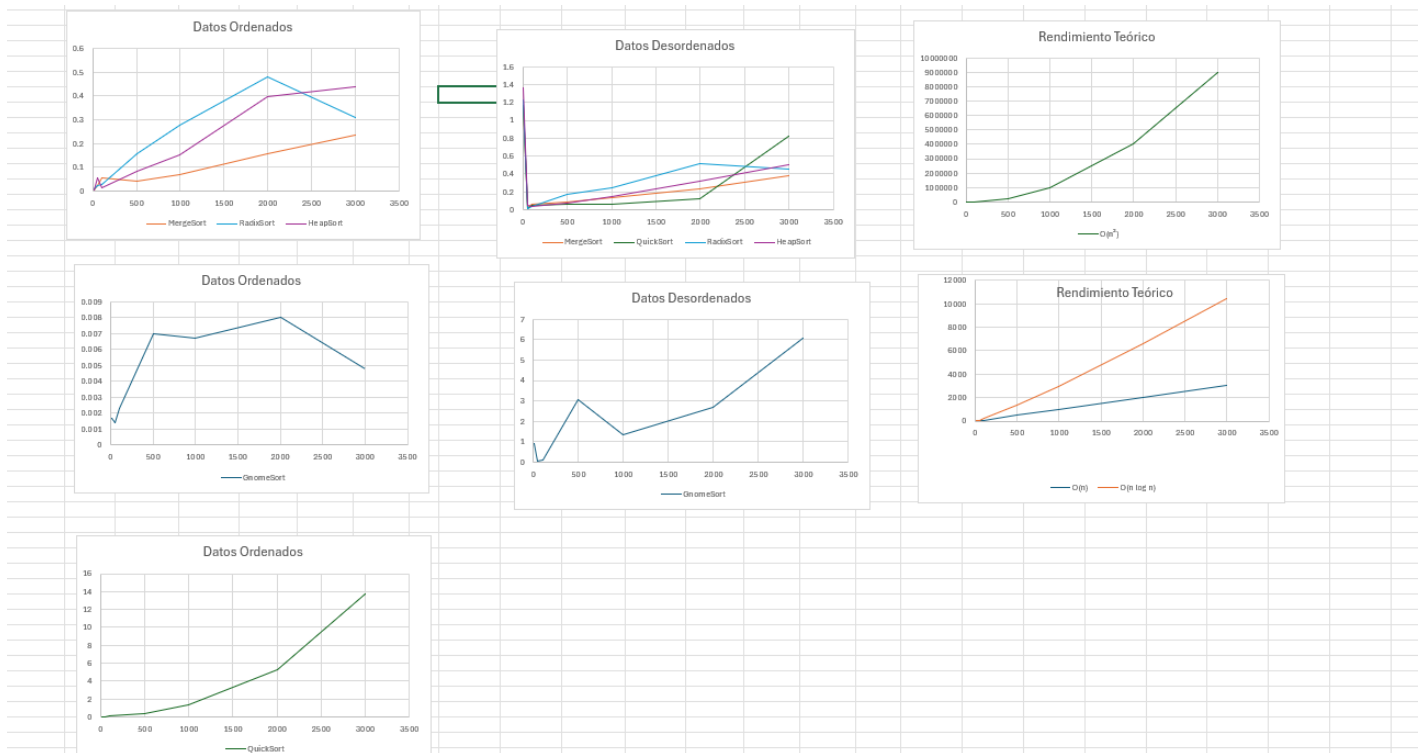 Datos Ordenados
0.6
0.5
0.4
0.3
0.2
0.1
0
0 500 1000 1500 2000 2500 3000 3500
MergeSort RadixSort HeapSort
Datos Desordenados
1.6
1.4
1.2
1
0.8
0.6
0.4
0.2
0
0 500 1000 1500 2000 2500 3000 3500
MergeSort QuickSort RadixSort HeapSort
Rendimiento Teórico
10000000
9000000
8000000
7000000
6000000
5000000
4000000
3000000
2000000
1000000
0
0 500 1000 1500 2000 2500 3000 3500
O(n²)
Datos Ordenados
0.009
0.008
0.007
0.006
0.005
0.004
0.003
0.002
0.001
0
0 500 1000 1500 2000 2500 3000 3500
GnomeSort
Datos Desordenados
7
6
5
4
3
2
1
0
0 500 1000 1500 2000 2500 3000 3500
GnomeSort
Rendimiento Teórico
12000
10000
8000
6000
4000
2000
0
0 500 1000 1500 2000 2500 3000 3500
O(n) O(n log n)
Datos Ordenados
16
14
12
10
8
6
4
2
0
0 500 1000 1500 2000 2500 3000 3500
QuickSort